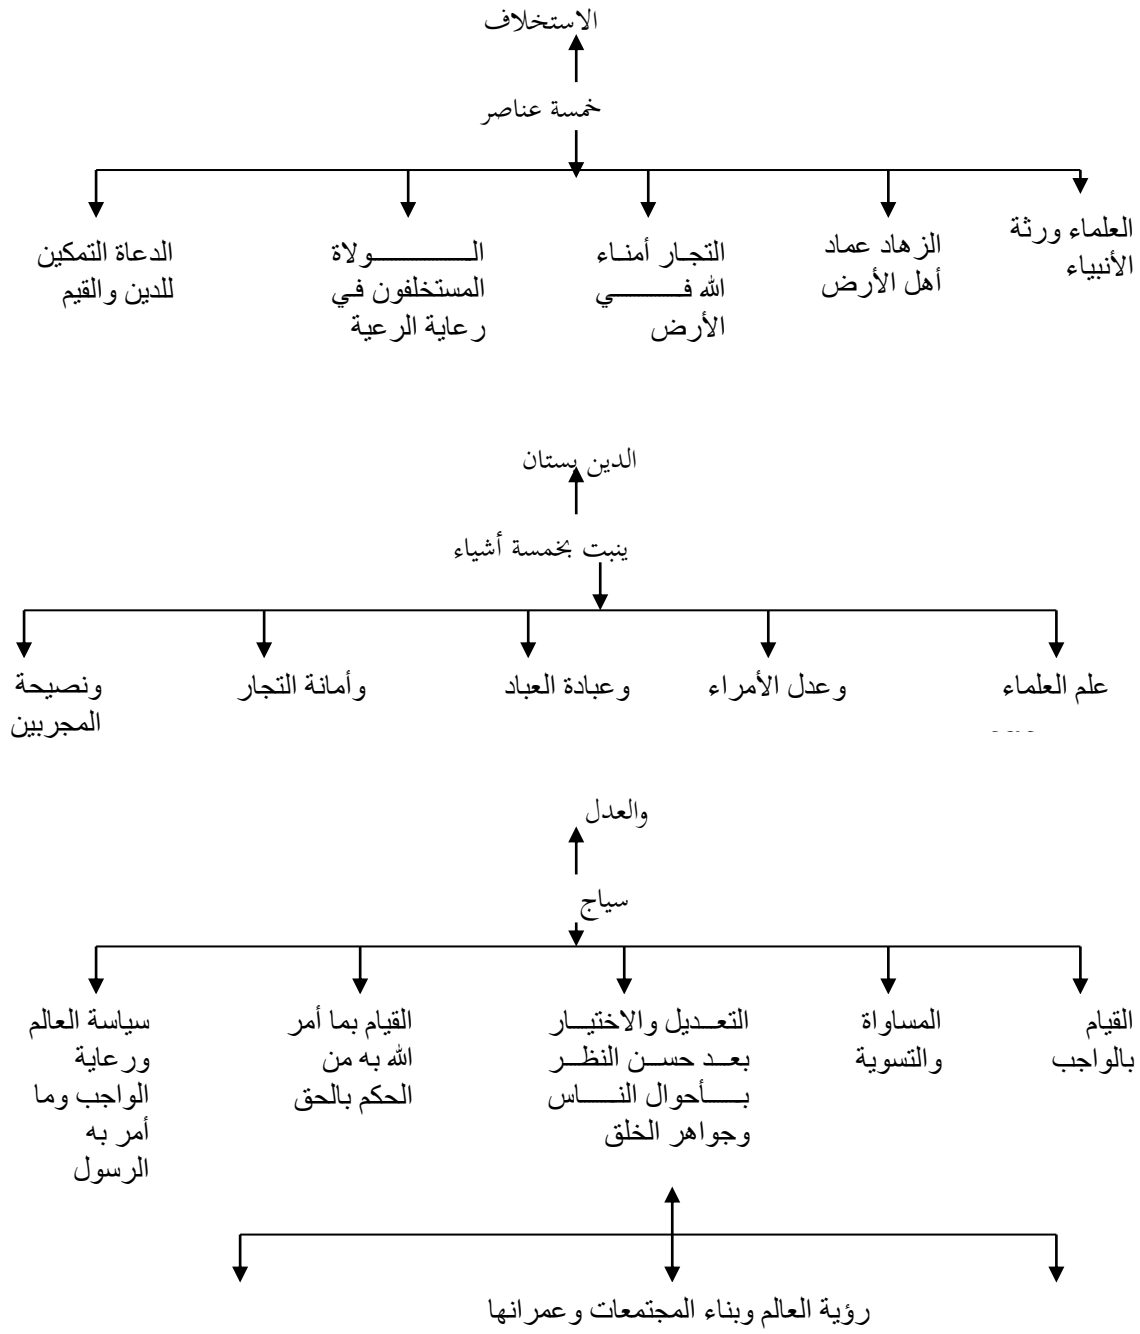 الاستخلاف
خمسة عناصر
العلماء ورثة
الأنبياء
الزهاد عماد
أهل الأرض
التجار أمناء
الله في
الأرض
الولاة
المستخلفون في
رعاية الرعية
الدعاة التمكين
للدين والقيم
الدين بستان
ينبت بخمسة أشياء
علم العلماء
وعدل الأمراء
وعبادة العباد
وأمانة التجار
ونصيحة
المجربين
والعدل
سياج
القيام
بالواجب
المساواة
والتسوية
التعديل والاختيار
بعد حسن النظر
بأحوال الناس
وجواهر الخلق
القيام بما أمر
الله به من
الحكم بالحق
سياسة العالم
ورعاية
الواجب وما
أمر به
الرسول
رؤية العالم وبناء المجتمعات وعمرانها